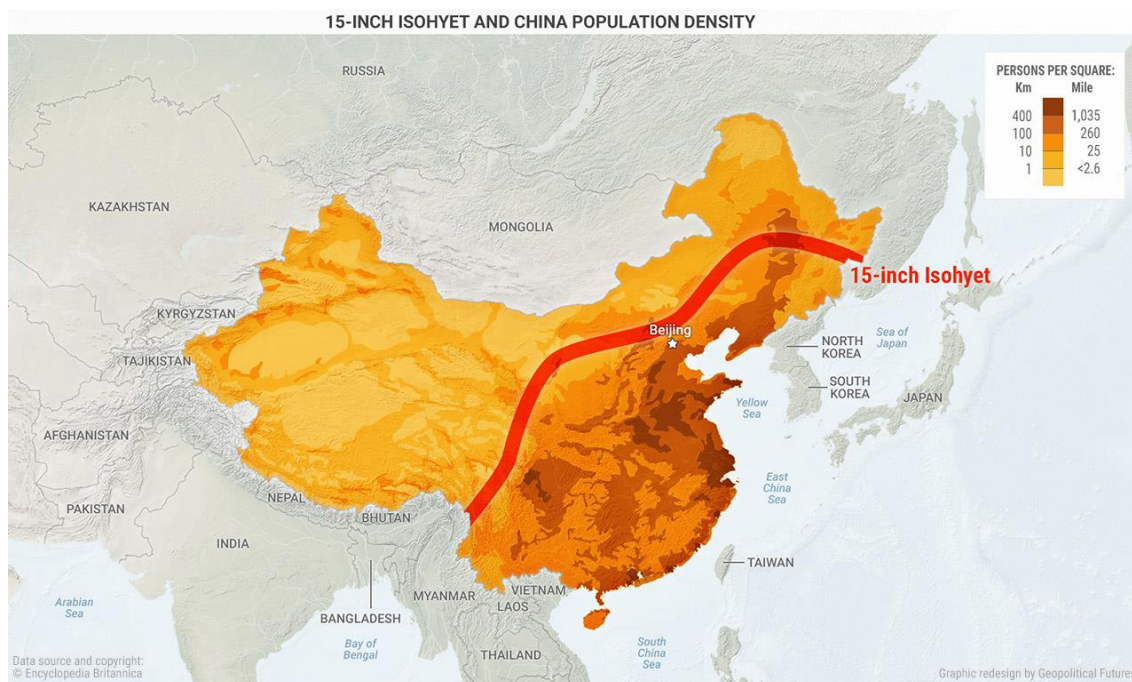 15-INCH ISOHYET AND CHINA POPULATION DENSITY
RUSSIA
PERSONS PER SQUARE:
Km Mile
400 1,035
100 260
10 25
1 <2.6
KAZAKHSTAN
MONGOLIA
15-inch Isohyet
KYRGYZSTAN
Beijing
Sea of
Japan
TAJIKISTAN
NORTH
KOREA
SOUTH
KOREA
JAPAN
Yellow
Sea
AFGHANISTAN
East
China
Sea
NEPAL
PAKISTAN
BHUTAN
INDIA
TAIWAN
MYANMAR
VIETNAM
LAOS
Arabian
Sea
BANGLADESH
Bay of
Bengal
South
China
Sea
THAILAND
Data source and copyright:
© Encyclopedia Britannica
Graphic redesign by Geopolitical Future